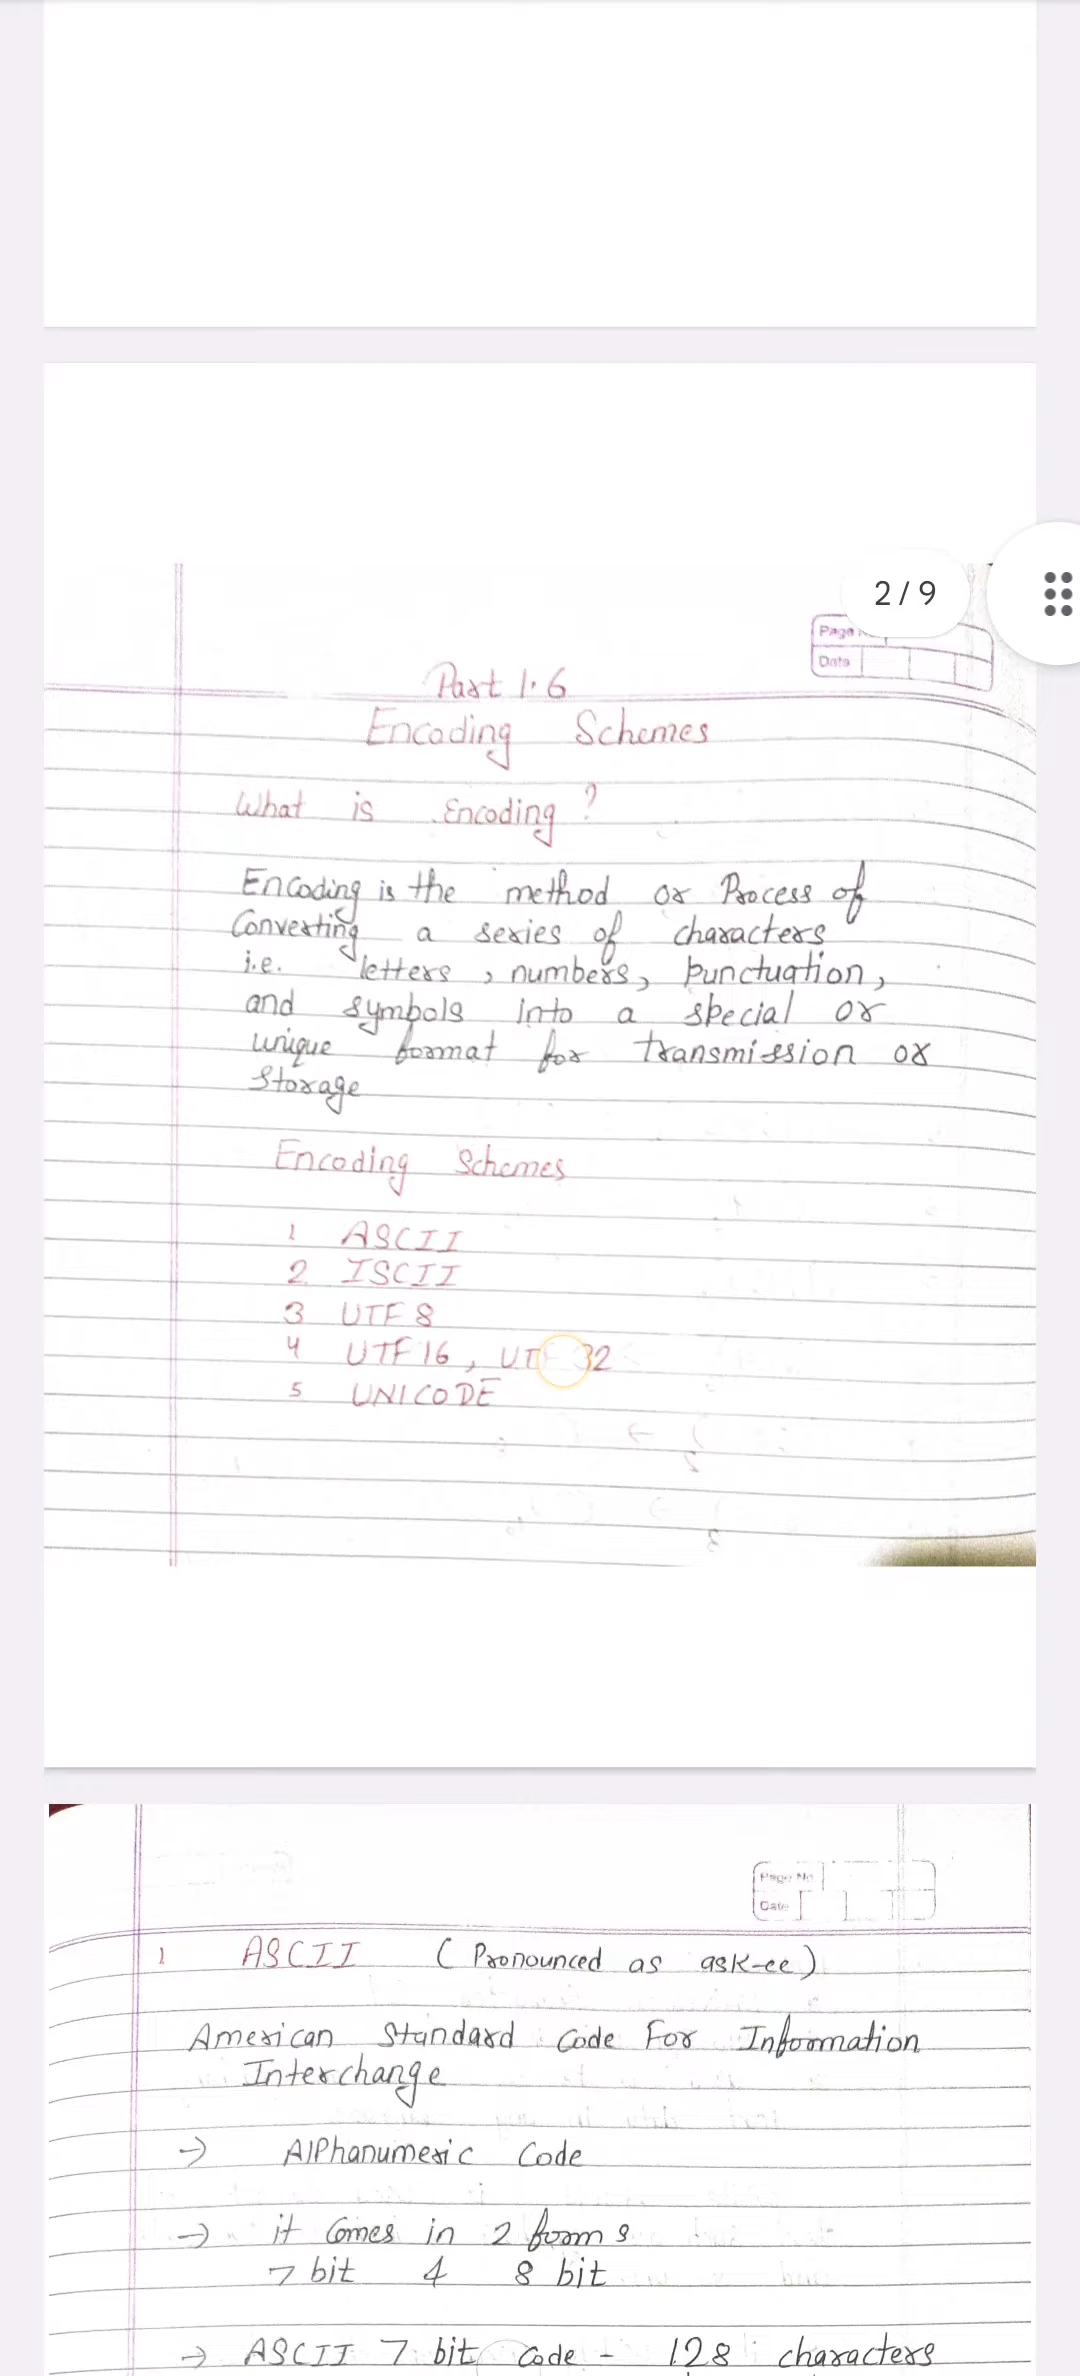 2/9
Page N
Date
Part 1.6
Encoding Schemes
What is Encoding?
Encoding is the method or Process of
Converting a series of characters
i.e. letters, numbers, punctuation,
and symbols into a special or
unique format for transmission or
Storage
Encoding Schemes
1 ASCII
2 ISCII
3 UTF 8
4 UTF 16, UTF 32
5 UNICODE
Page No
Date
1 ASCII (Pronounced as ask-ee)
American Standard Code For Information
Interchange
→ AlPhanumeric Code
→ it Comes in 2 forms
7 bit & 8 bit
→ ASCII 7 bit Code - 128 characters